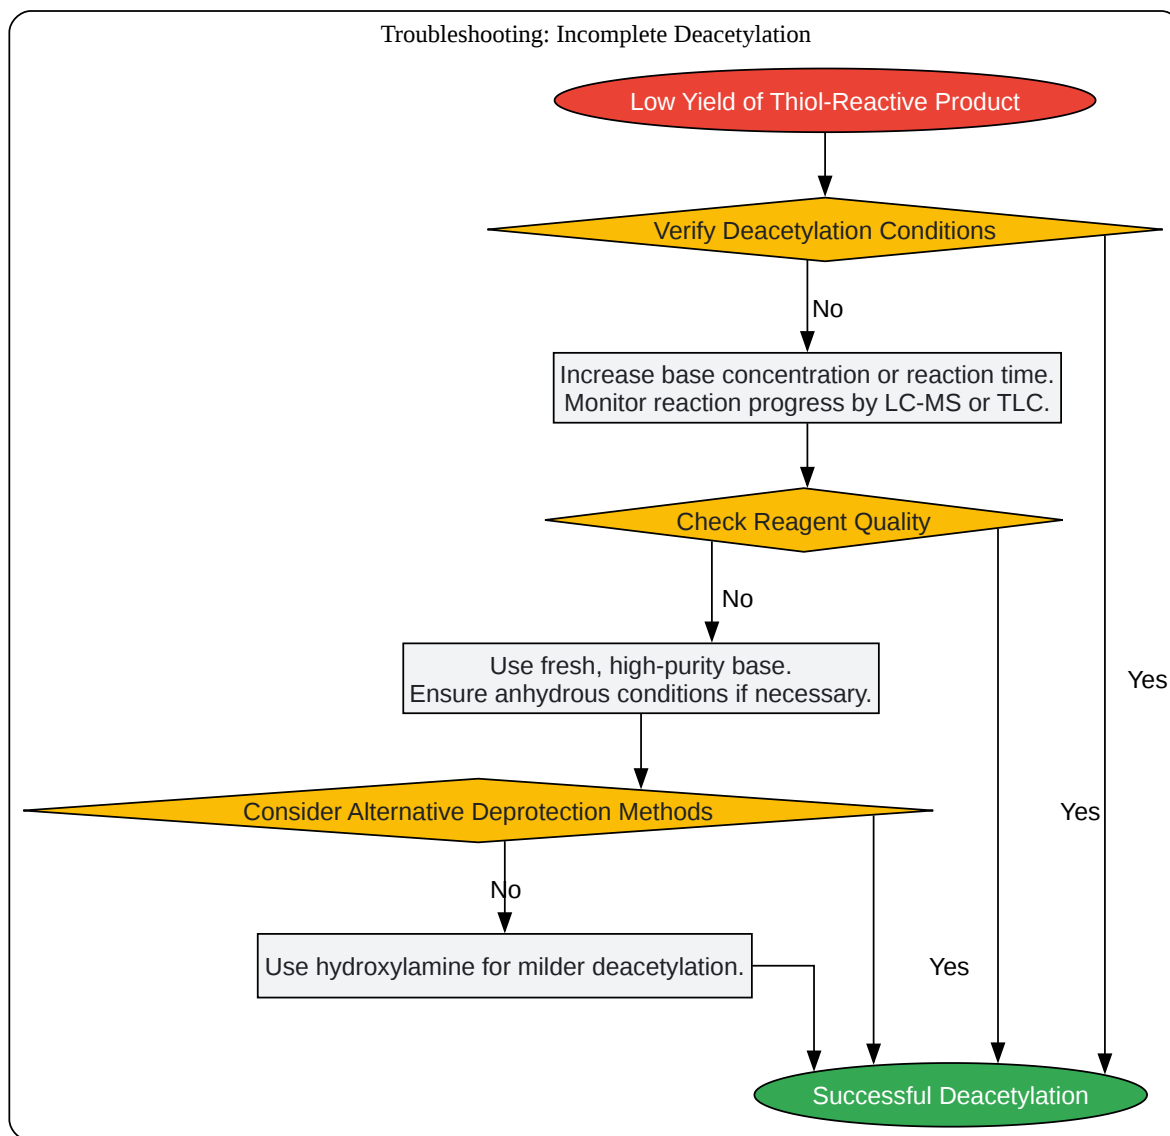 Troubleshooting: Incomplete Deacetylation
Low Yield of Thiol-Reactive Product
Verify Deacetylation Conditions
No
Increase base concentration or reaction time.
Monitor reaction progress by LC-MS or TLC.
Check Reagent Quality
No
Use fresh, high-purity base.
Ensure anhydrous conditions if necessary.
Yes
Consider Alternative Deprotection Methods
Yes
No
Use hydroxylamine for milder deacetylation.
Yes
Successful Deacetylation